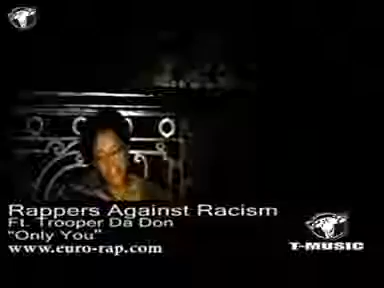 Rappers Against Racism
Ft. Trooper Da Don
"Only You"
www.euro-rap.com
T-MUSIC